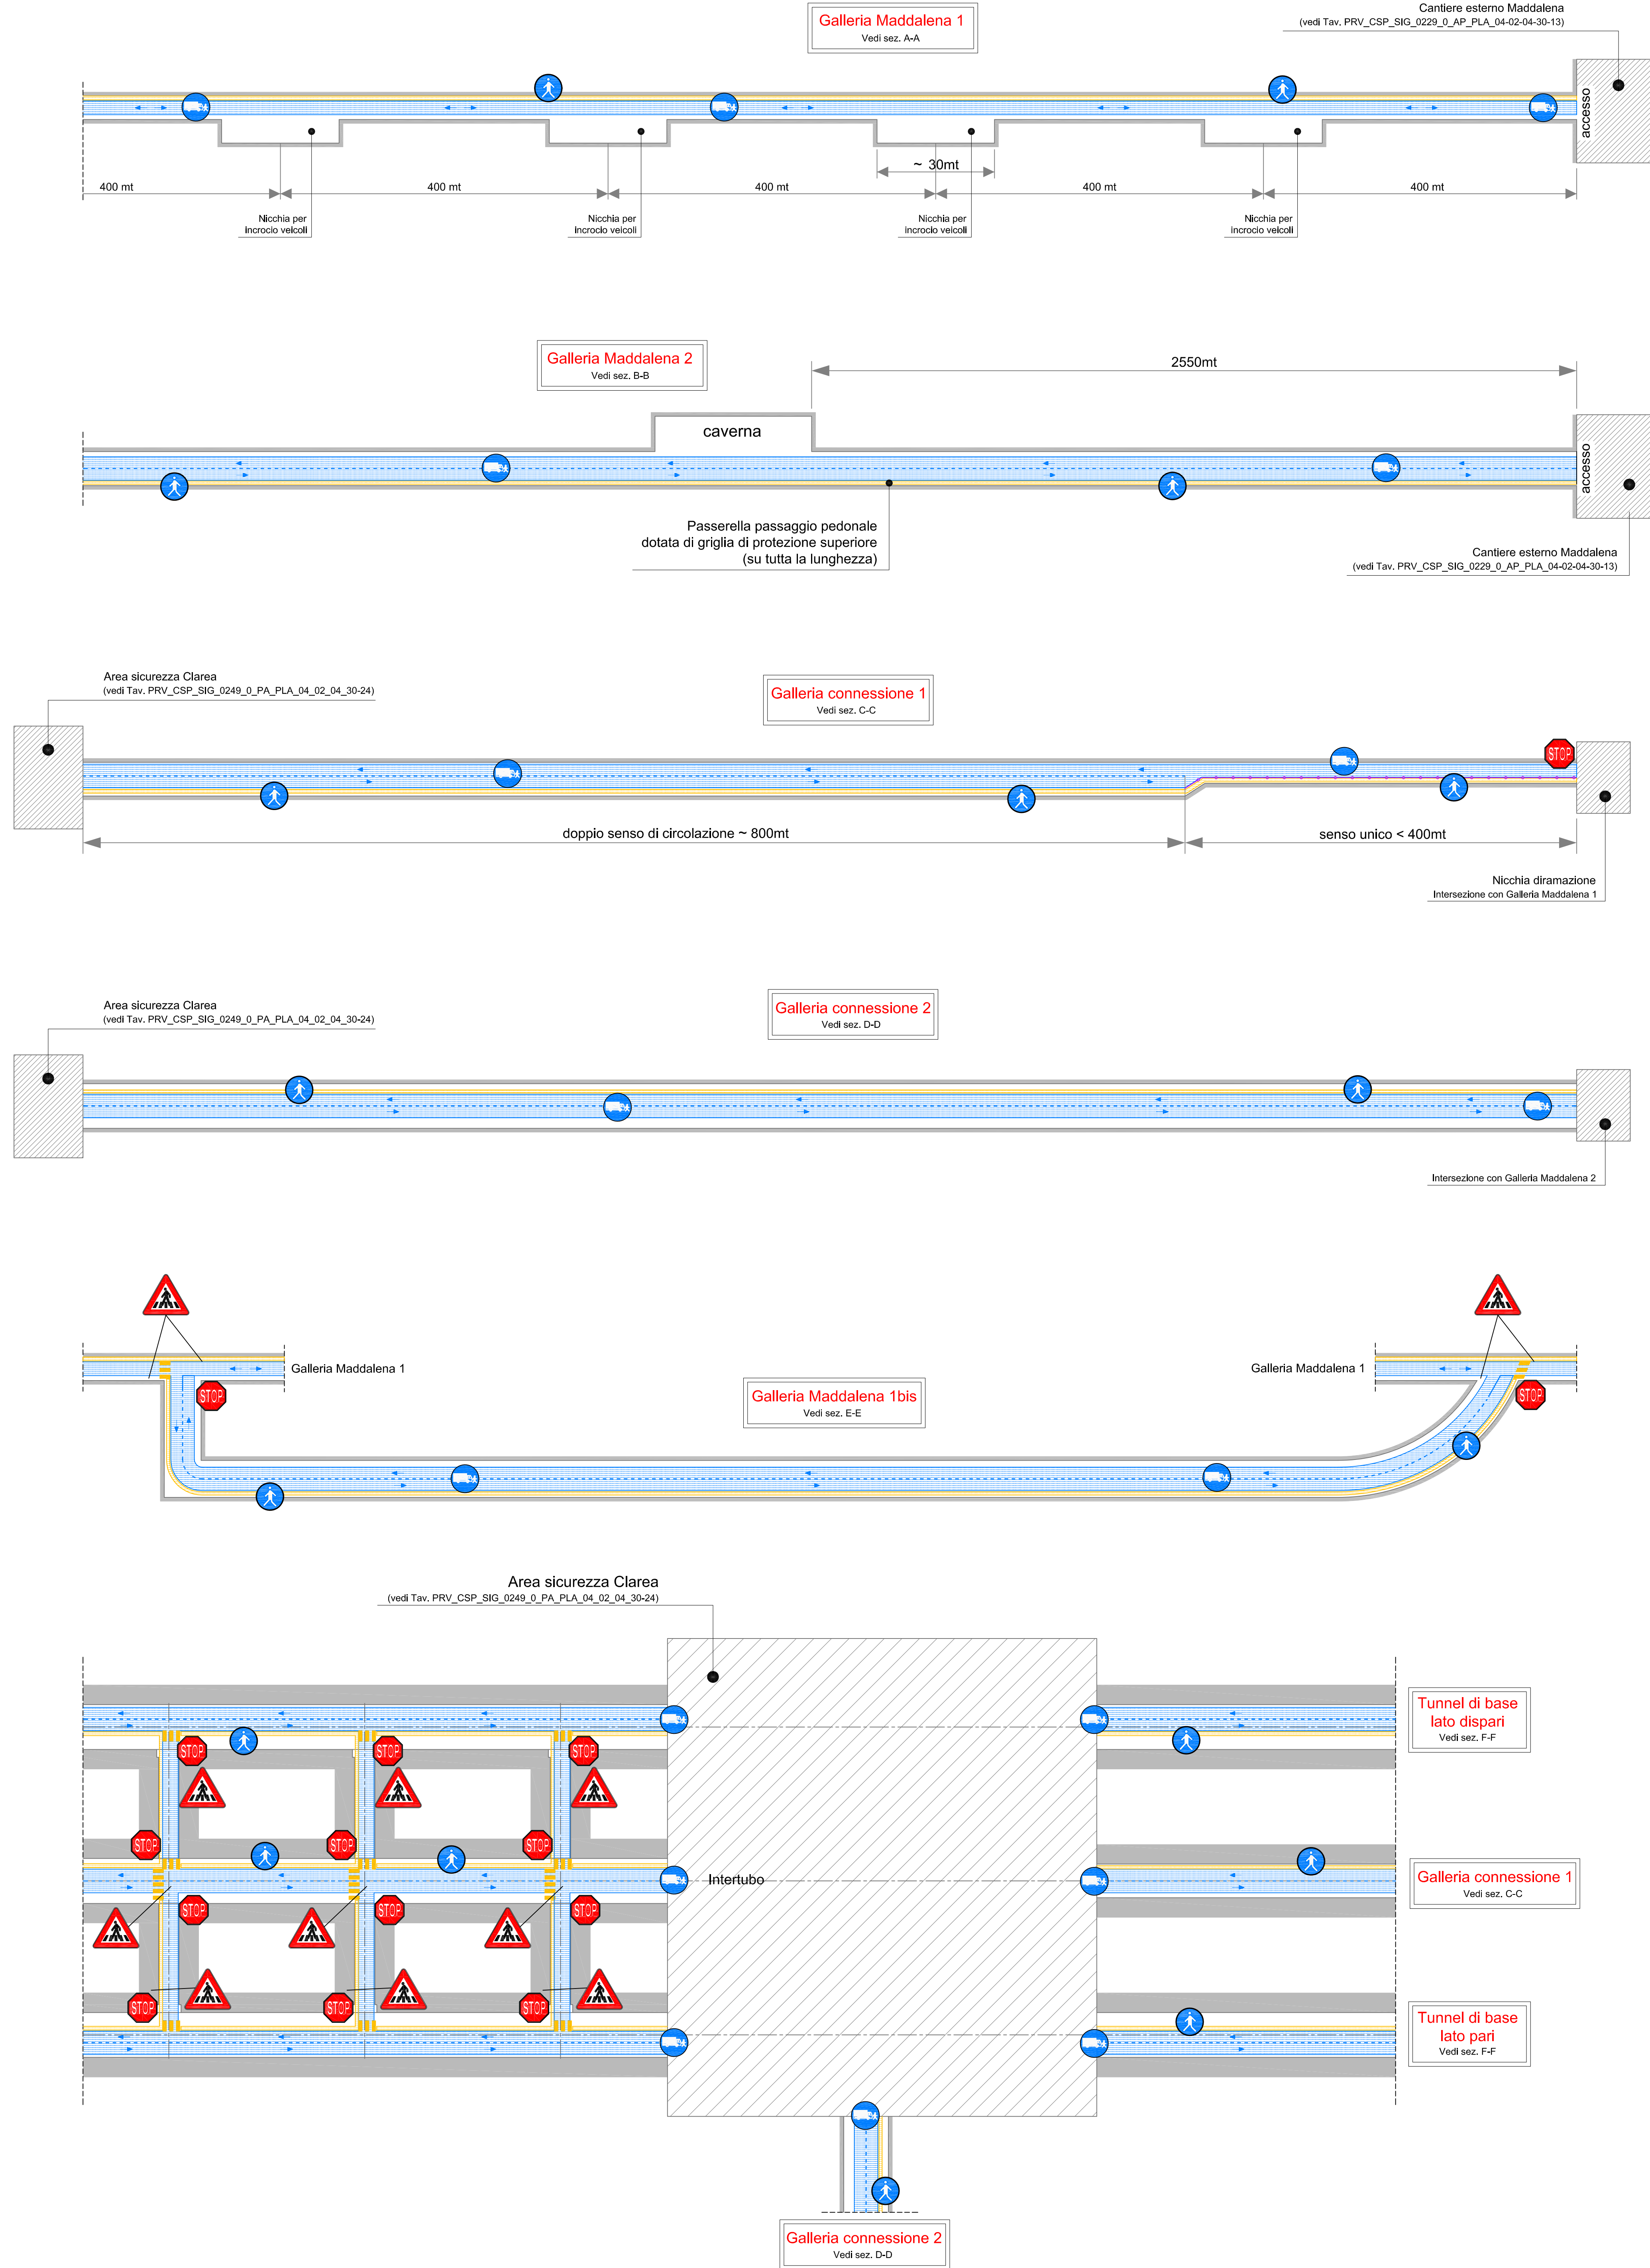 Galleria Maddalena 1
Vedi sez. A-A
Cantiere esterno Maddalena
(vedi Tav. PRV_CSP_SIG_0229_0_AP_PLA_04-02-04-30-13)
accesso
~ 30mt
400 mt
400 mt
400 mt
400 mt
400 mt
Nicchia per
incrocio veicoli
Nicchia per
incrocio veicoli
Nicchia per
incrocio veicoli
Nicchia per
incrocio veicoli
Galleria Maddalena 2
Vedi sez. B-B
2550mt
caverna
accesso
Passerella passaggio pedonale
dotata di griglia di protezione superiore
(su tutta la lunghezza)
Cantiere esterno Maddalena
(vedi Tav. PRV_CSP_SIG_0229_0_AP_PLA_04-02-04-30-13)
Area sicurezza Clarea
(vedi Tav. PRV_CSP_SIG_0249_0_PA_PLA_04_02_04_30-24)
Galleria connessione 1
Vedi sez. C-C
STOP
doppio senso di circolazione ~ 800mt
senso unico < 400mt
Nicchia diramazione
Intersezione con Galleria Maddalena 1
Area sicurezza Clarea
(vedi Tav. PRV_CSP_SIG_0249_0_PA_PLA_04_02_04_30-24)
Galleria connessione 2
Vedi sez. D-D
Intersezione con Galleria Maddalena 2
Galleria Maddalena 1
Galleria Maddalena 1
STOP
STOP
Galleria Maddalena 1bis
Vedi sez. E-E
Area sicurezza Clarea
(vedi Tav. PRV_CSP_SIG_0249_0_PA_PLA_04_02_04_30-24)
Tunnel di base
lato dispari
Vedi sez. F-F
STOP
STOP
STOP
STOP
STOP
STOP
Intertubo
Galleria connessione 1
Vedi sez. C-C
STOP
STOP
STOP
STOP
STOP
STOP
Tunnel di base
lato pari
Vedi sez. F-F
Galleria connessione 2
Vedi sez. D-D